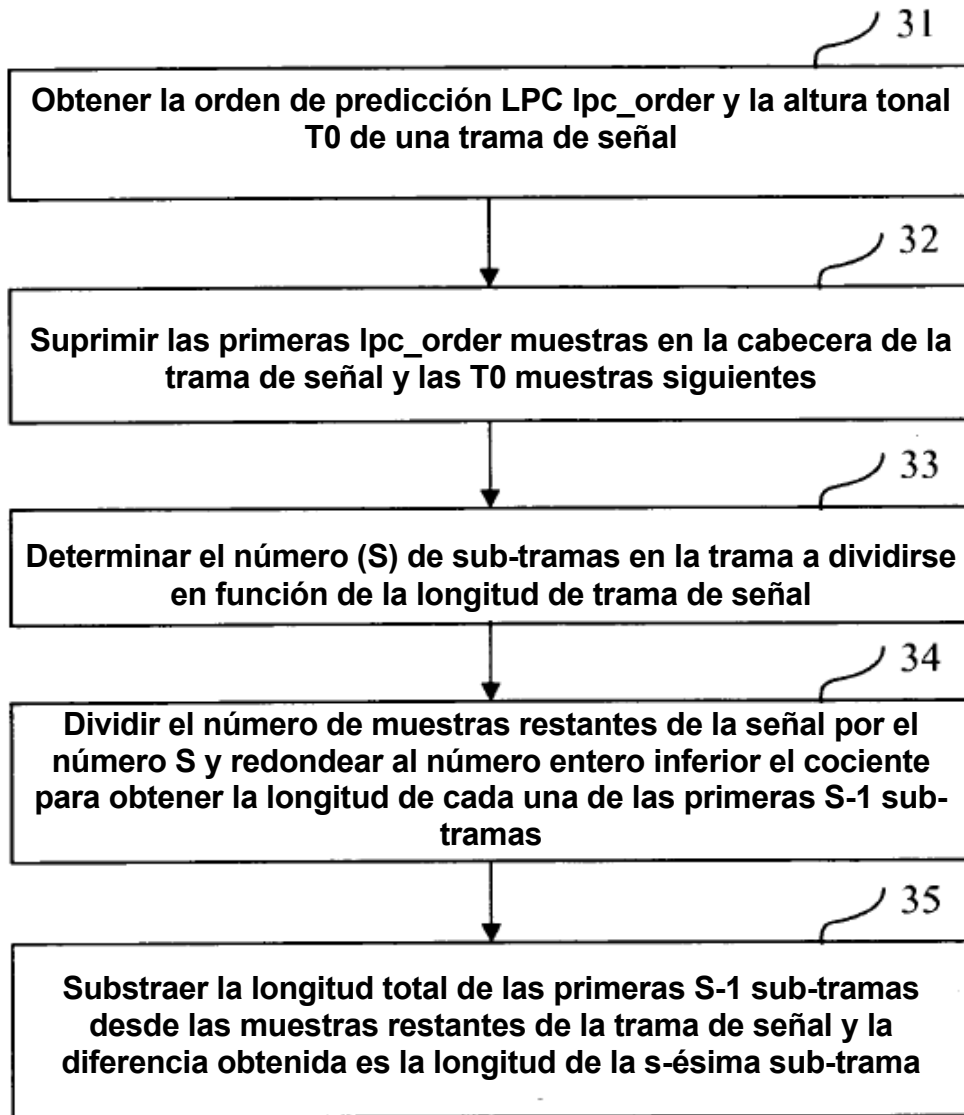 31
Obtener la orden de predicción LPC lpc_order y la altura tonal
T0 de una trama de señal
32
Suprimir las primeras lpc_order muestras en la cabecera de la
trama de señal y las T0 muestras siguientes
33
Determinar el número (S) de sub-tramas en la trama a dividirse
en función de la longitud de trama de señal
34
Dividir el número de muestras restantes de la señal por el
número S y redondear al número entero inferior el cociente
para obtener la longitud de cada una de las primeras S-1 sub-
tramas
35
Substraer la longitud total de las primeras S-1 sub-tramas
desde las muestras restantes de la trama de señal y la
diferencia obtenida es la longitud de la s-ésima sub-trama